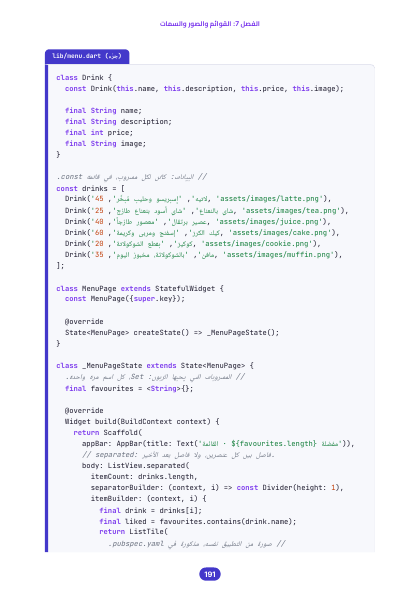 الفصل 7: القوائم والصور والسمات
lib/menu.dart (جزء)
class Drink {
const Drink(this.name, this.description, this.price, this.image);
final String name;
final String description;
final int price;
final String image;
}
// البيانات: كائن لكل مشروب، في قائمة const.
const drinks = [
Drink('لاتيه', 'إسبريسو وحليب مُبخَّر', 45, 'assets/images/latte.png'),
Drink('شاي بالنعناع', 'شاي أسود بنعناع طازج', 25, 'assets/images/tea.png'),
Drink('عصير برتقال', 'معصور طازجاً', 40, 'assets/images/juice.png'),
Drink('كيك الكرز', 'إسفنج ومربى وكريمة', 60, 'assets/images/cake.png'),
Drink('كوكيز', 'بقطع الشوكولاتة', 20, 'assets/images/cookie.png'),
Drink('مافن', 'بالشوكولاتة، مخبوز اليوم', 35, 'assets/images/muffin.png'),
];
class MenuPage extends StatefulWidget {
const MenuPage({super.key});
@override
State<MenuPage> createState() => _MenuPageState();
}
class _MenuPageState extends State<MenuPage> {
// المشروبات التي يحبها الزبون: Set، كل اسم مرة واحدة.
final favourites = <String>{};
@override
Widget build(BuildContext context) {
return Scaffold(
appBar: AppBar(title: Text('القائمة · ${favourites.length} مفضلة')),
// separated: فاصل بين كل عنصرين، ولا فاصل بعد الأخير.
body: ListView.separated(
itemCount: drinks.length,
separatorBuilder: (context, i) => const Divider(height: 1),
itemBuilder: (context, i) {
final drink = drinks[i];
final liked = favourites.contains(drink.name);
return ListTile(
// صورة من التطبيق نفسه، مذكورة في pubspec.yaml.
191